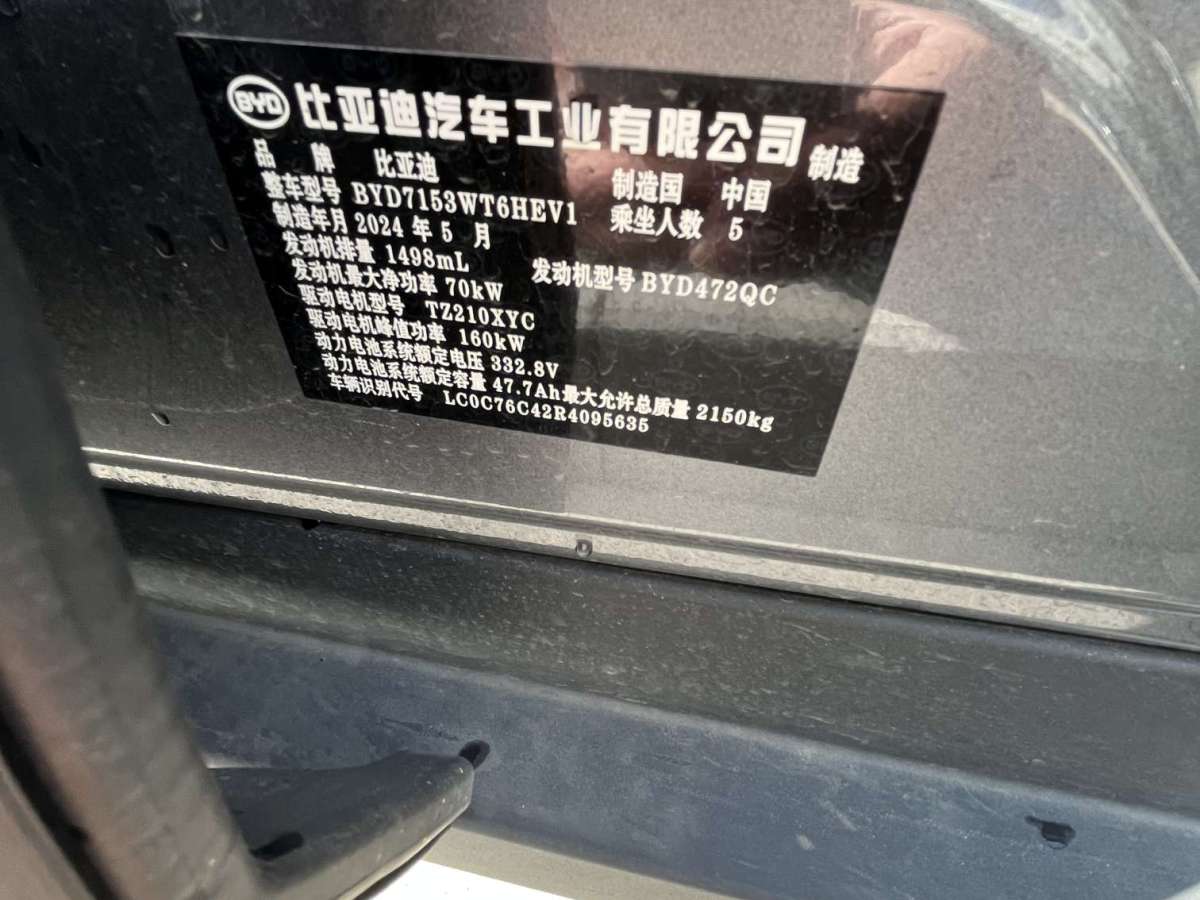 BYD 比亚迪汽车工业有限公司 制造
品 牌 比亚迪 制造国 中国
整车型号 BYD7153WT6HEV1 乘坐人数 5
制造年月 2024 年 5 月
发动机排量 1498mL 发动机型号 BYD472QC
发动机最大净功率 70kW
驱动电机型号 TZ210XYC
驱动电机峰值功率 160kW
动力电池系统额定电压 332.8V
动力电池系统额定容量 47.7Ah 最大允许总质量 2150kg
车辆识别代号 LC0C76C42R4095635